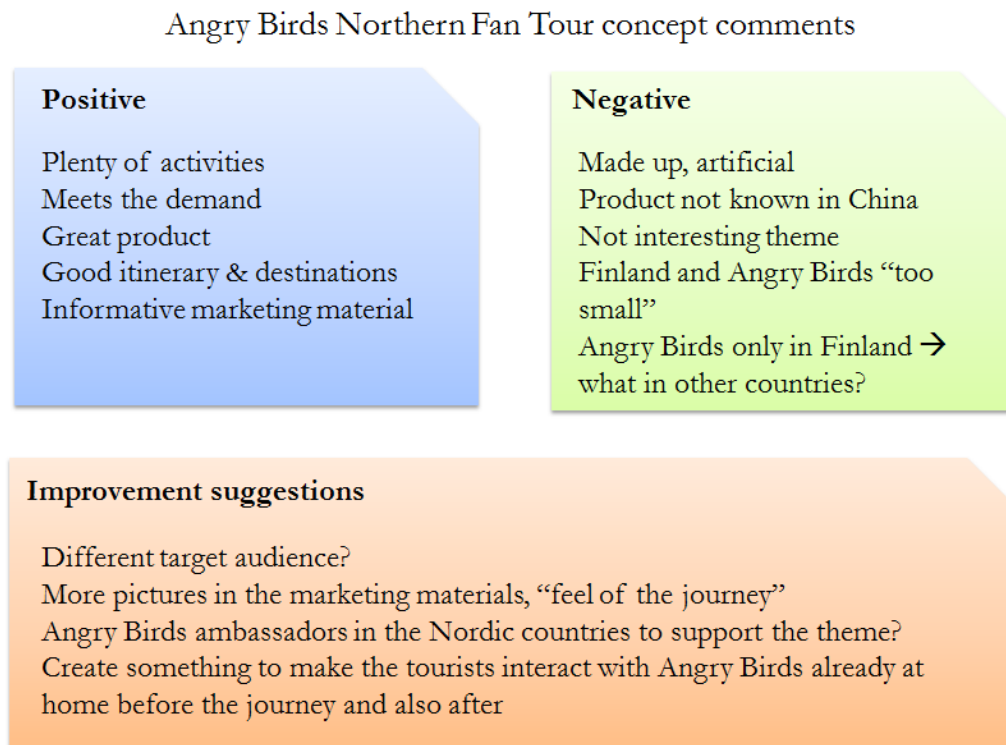 Angry Birds Northern Fan Tour concept comments
Positive
Plenty of activities
Meets the demand
Great product
Good itinerary & destinations
Informative marketing material
Negative
Made up, artificial
Product not known in China
Not interesting theme
Finland and Angry Birds “too
small”
Angry Birds only in Finland →
what in other countries?
Improvement suggestions
Different target audience?
More pictures in the marketing materials, “feel of the journey”
Angry Birds ambassadors in the Nordic countries to support the theme?
Create something to make the tourists interact with Angry Birds already at
home before the journey and also after